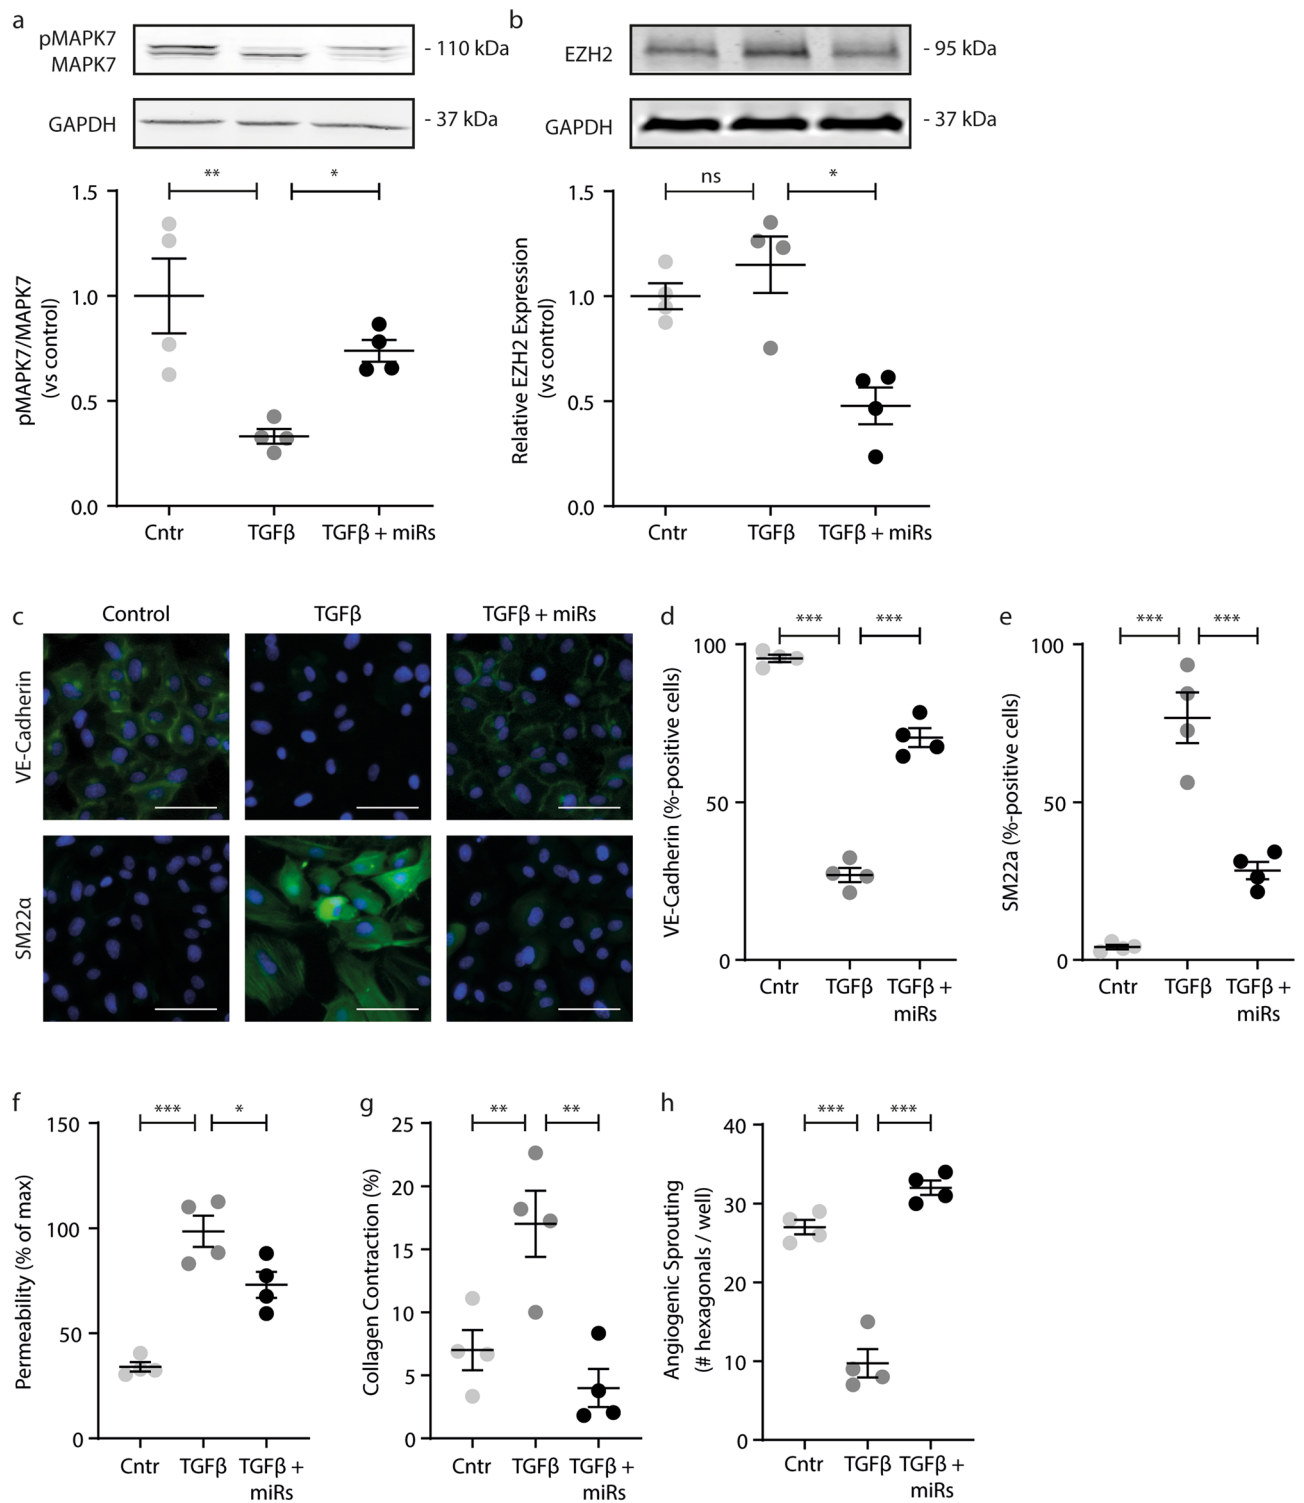 a
pMAPK7
MAPK7
- 110 kDa
GAPDH
- 37 kDa
** *
1.5
1.0
0.5
0.0
pMAPK7/MAPK7
(vs control)
Cntr TGFβ TGFβ + miRs
b
EZH2
- 95 kDa
GAPDH
- 37 kDa
ns *
1.5
1.0
0.5
0.0
Relative EZH2 Expression
(vs control)
Cntr TGFβ TGFβ + miRs
c
Control TGFβ TGFβ + miRs
VE-Cadherin
SM22α
d
*** ***
100
50
0
VE-Cadherin (%-positive cells)
Cntr TGFβ TGFβ +
miRs
e
*** ***
100
50
0
SM22a (%-positive cells)
Cntr TGFβ TGFβ +
miRs
f
*** *
150
100
50
0
Permeability (% of max)
Cntr TGFβ TGFβ +
miRs
g
** **
25
20
15
10
5
0
Collagen Contraction (%)
Cntr TGFβ TGFβ +
miRs
h
*** ***
40
30
20
10
0
Angiogenic Sprouting
(# hexagonals / well)
Cntr TGFβ TGFβ +
miRs